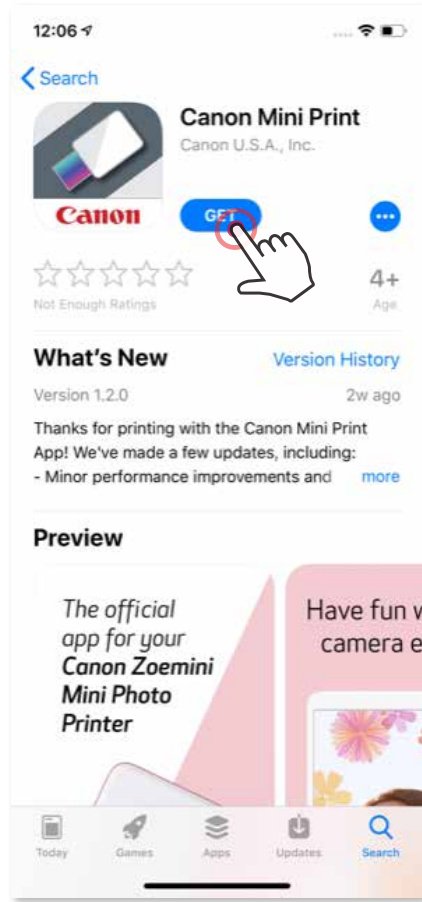 12:06
Search
Canon Mini Print
Canon U.S.A., Inc.
Canon
GET
Not Enough Ratings
4+
Age
What's New
Version History
Version 1.2.0
2w ago
Thanks for printing with the Canon Mini Print
App! We've made a few updates, including:
- Minor performance improvements and more
Preview
The official
app for your
Canon Zoemini
Mini Photo
Printer
Have fun w
camera e
Today
Games
Apps
Updates
Search